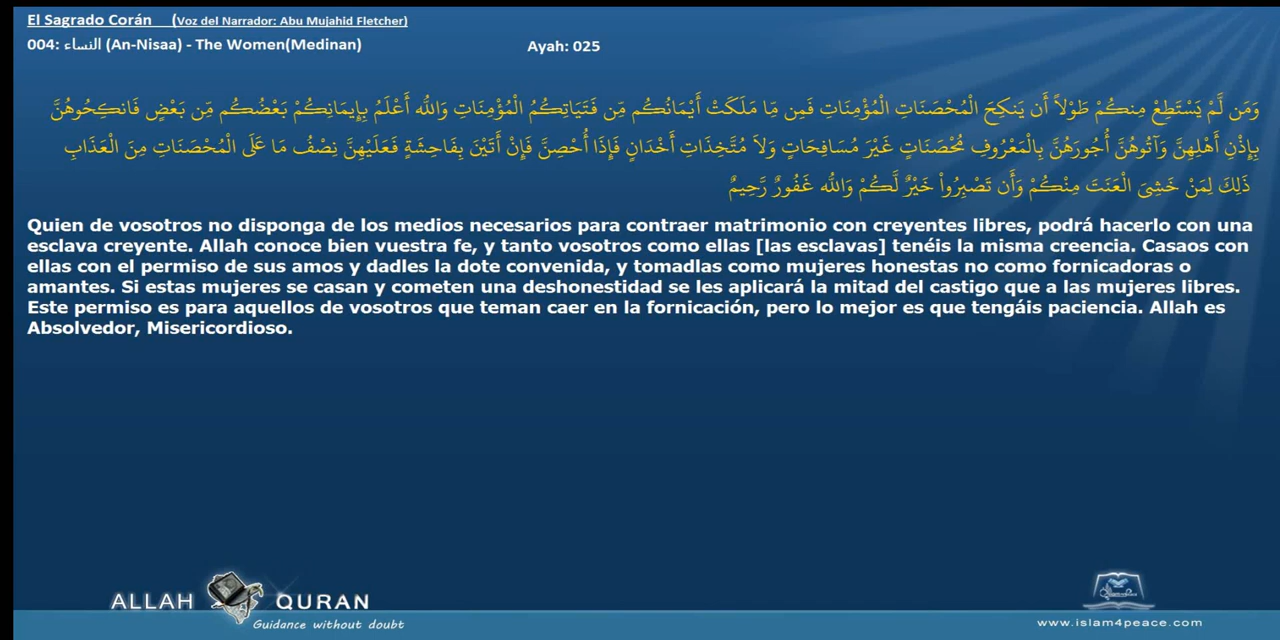 El Sagrado Corán (Voz del Narrador: Abu Mujahid Fletcher)
004: النساء (An-Nisaa) - The Women(Medinan) Ayah: 025
وَمَن لَّمْ يَسْتَطِعْ مِنكُمْ طَوْلاً أَن يَنكِحَ الْمُحْصَنَاتِ الْمُؤْمِنَاتِ فَمِن مِّا مَلَكَتْ أَيْمَانُكُم مِّن فَتَيَاتِكُمُ الْمُؤْمِنَاتِ وَاللّهُ أَعْلَمُ بِإِيمَانِكُمْ بَعْضُكُم مِّن بَعْضٍ فَانكِحُوهُنَّ
بِإِذْنِ أَهْلِهِنَّ وَآتُوهُنَّ أُجُورَهُنَّ بِالْمَعْرُوفِ مُحْصَنَاتٍ غَيْرَ مُسَافِحَاتٍ وَلاَ مُتَّخِذَاتِ أَخْدَانٍ فَإِذَا أُحْصِنَّ فَإِنْ أَتَيْنَ بِفَاحِشَةٍ فَعَلَيْهِنَّ نِصْفُ مَا عَلَى الْمُحْصَنَاتِ مِنَ الْعَذَابِ
ذَلِكَ لِمَنْ خَشِيَ الْعَنَتَ مِنْكُمْ وَأَن تَصْبِرُواْ خَيْرٌ لَّكُمْ وَاللّهُ غَفُورٌ رَّحِيمٌ
Quien de vosotros no disponga de los medios necesarios para contraer matrimonio con creyentes libres, podrá hacerlo con una
esclava creyente. Allah conoce bien vuestra fe, y tanto vosotros como ellas [las esclavas] tenéis la misma creencia. Casaos con
ellas con el permiso de sus amos y dadles la dote convenida, y tomadlas como mujeres honestas no como fornicadoras o
amantes. Si estas mujeres se casan y cometen una deshonestidad se les aplicará la mitad del castigo que a las mujeres libres.
Este permiso es para aquellos de vosotros que teman caer en la fornicación, pero lo mejor es que tengáis paciencia. Allah es
Absolvedor, Misericordioso.
ALLAH QURAN
Guidance without doubt
www.islam4peace.com